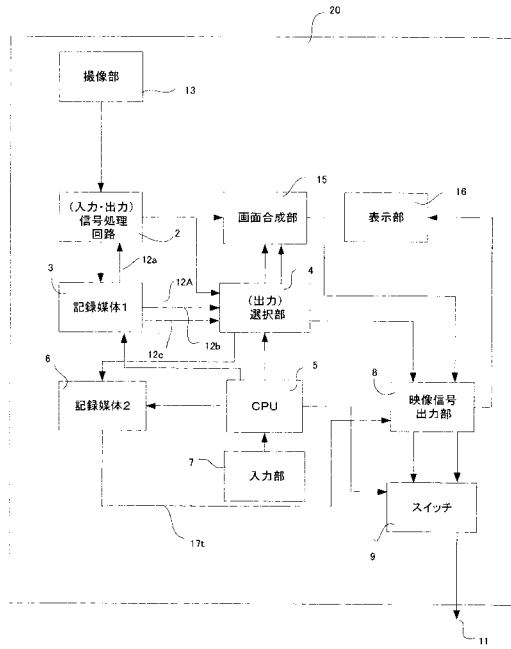 20
撮像部
13
(入力・出力)
信号処理
回路
2
15
画面合成部
16
表示部
12a
3
記録媒体1
12A
12b
12c
4
(出力)
選択部
6
記録媒体2
5
CPU
8
映像信号
出力部
7
入力部
17t
スイッチ
9
11